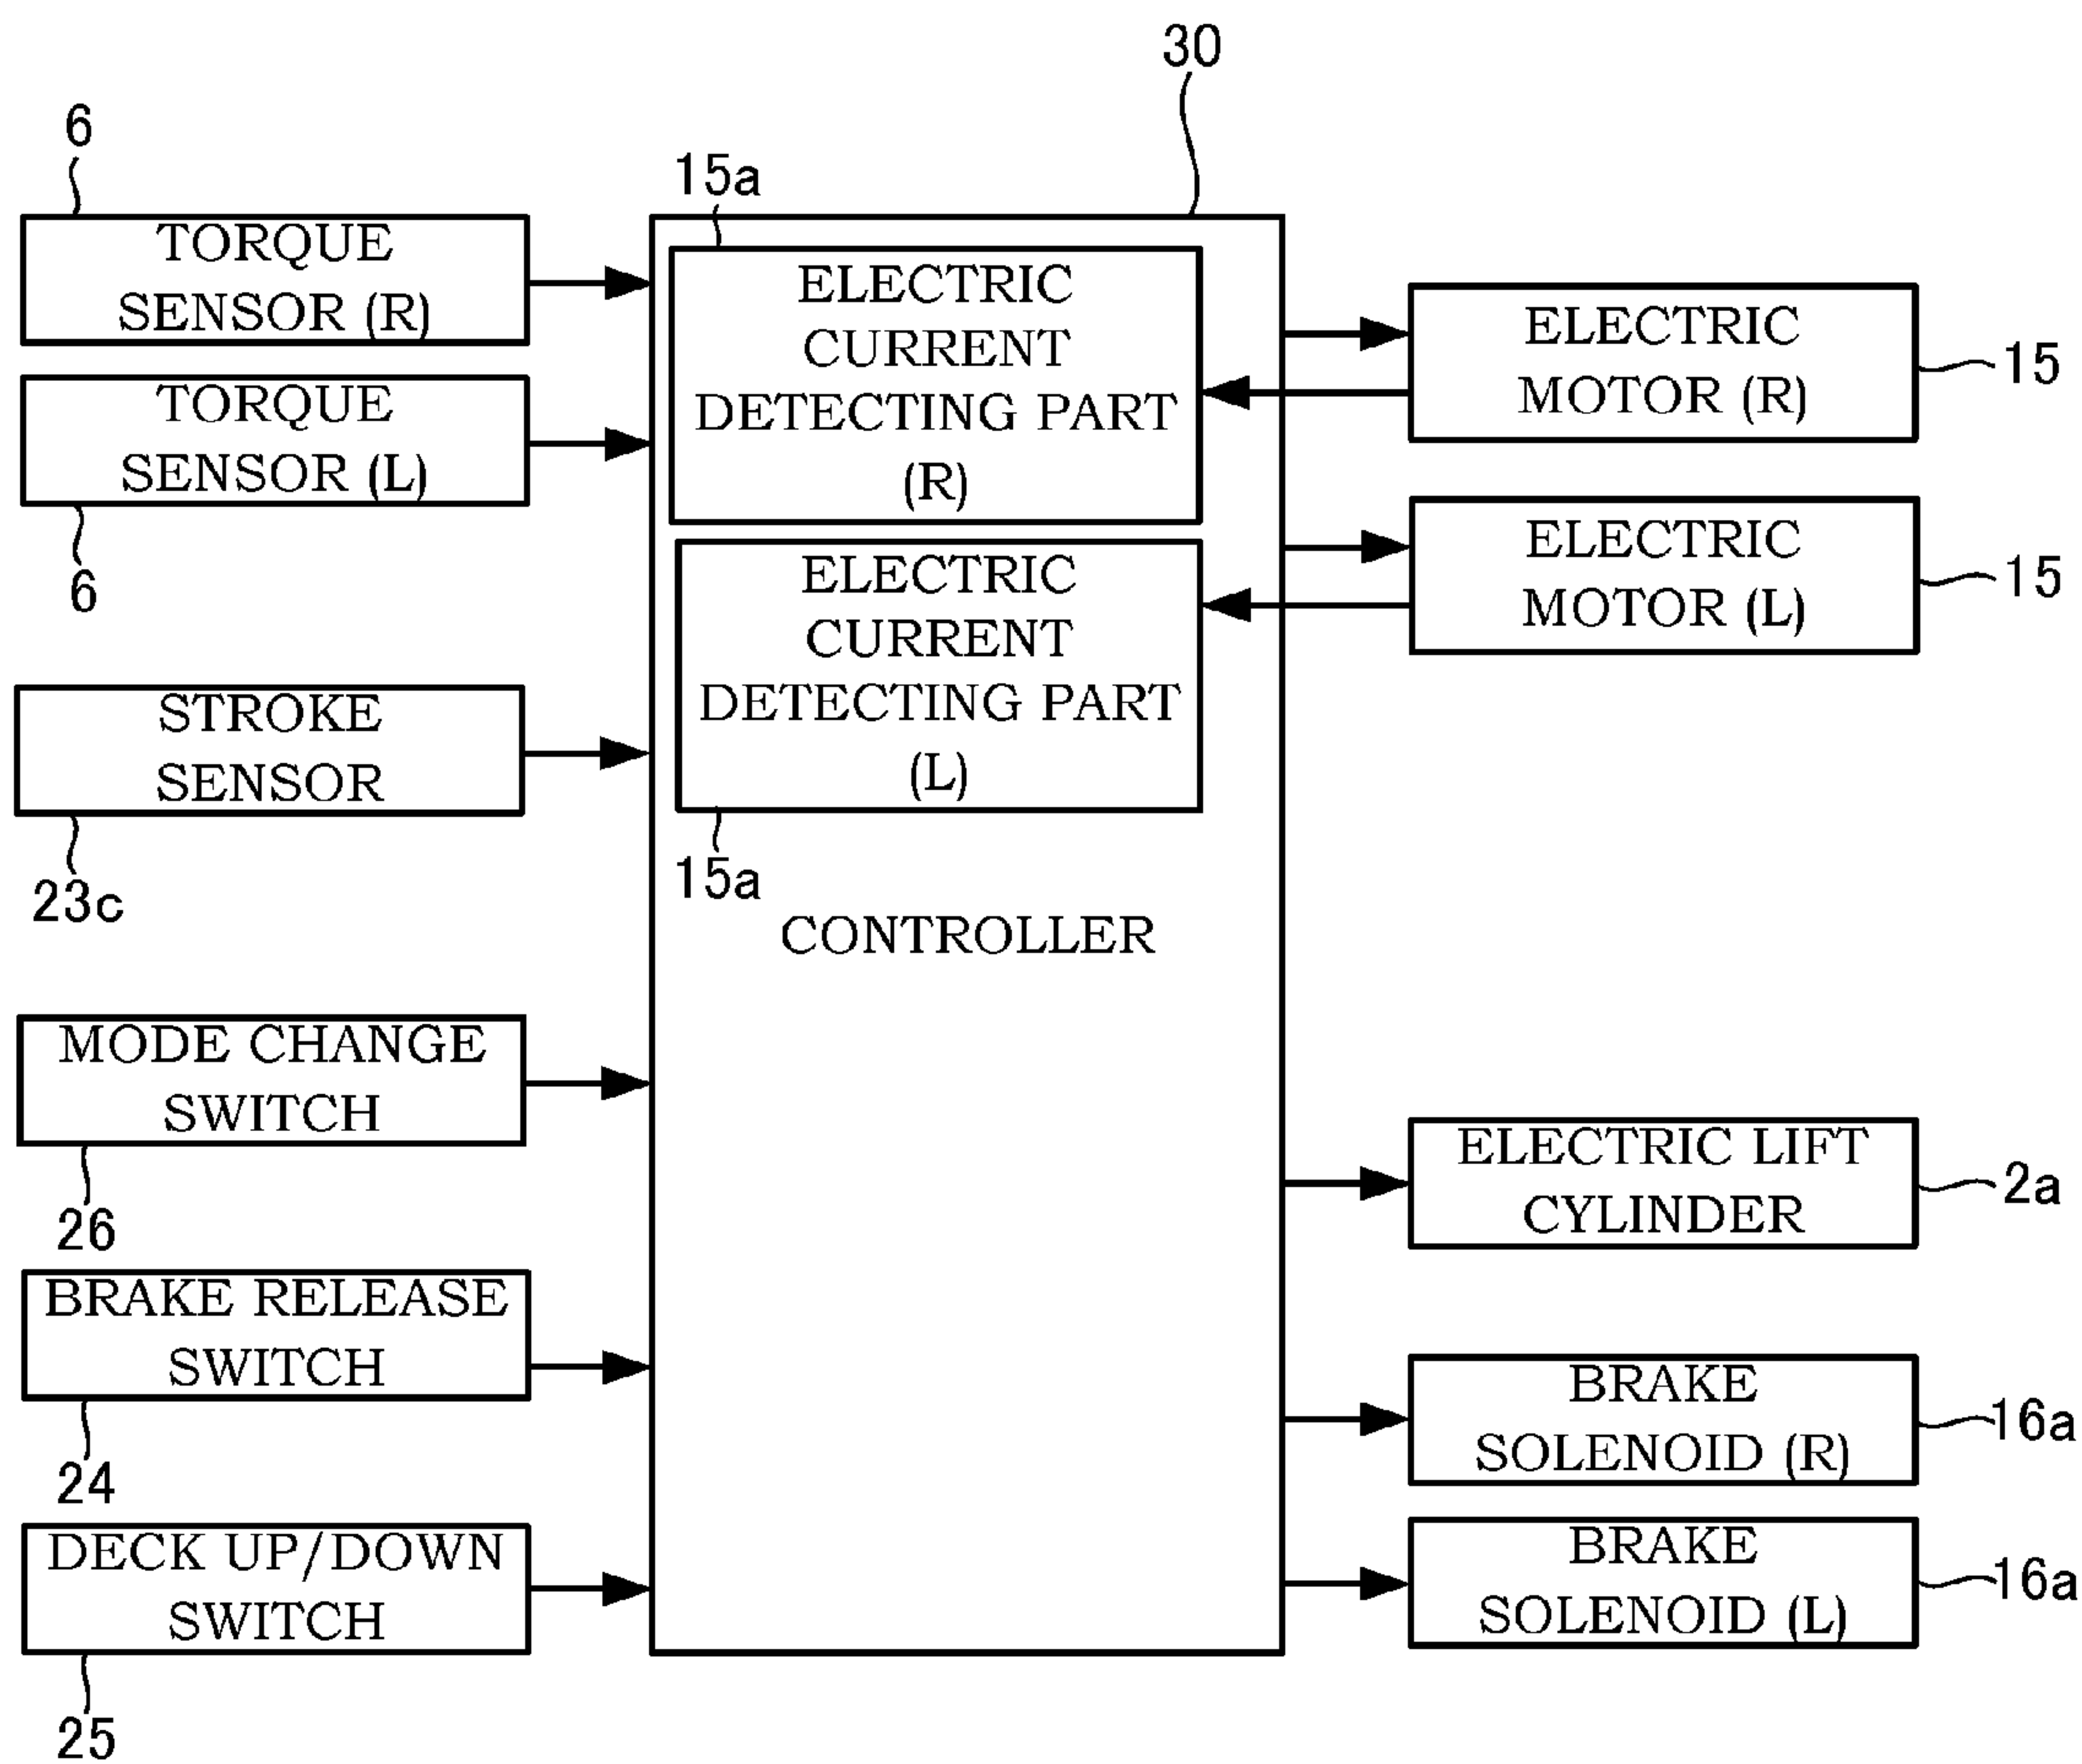 30
6
15a
TORQUE
SENSOR (R)
TORQUE
SENSOR (L)
6
STROKE
SENSOR
23c
MODE CHANGE
SWITCH
26
BRAKE RELEASE
SWITCH
24
DECK UP/DOWN
SWITCH
25
ELECTRIC
CURRENT
DETECTING PART
(R)
ELECTRIC
CURRENT
DETECTING PART
(L)
15a
CONTROLLER
ELECTRIC
MOTOR (R)
15
ELECTRIC
MOTOR (L)
15
ELECTRIC LIFT
CYLINDER
2a
BRAKE
SOLENOID (R)
16a
BRAKE
SOLENOID (L)
16a